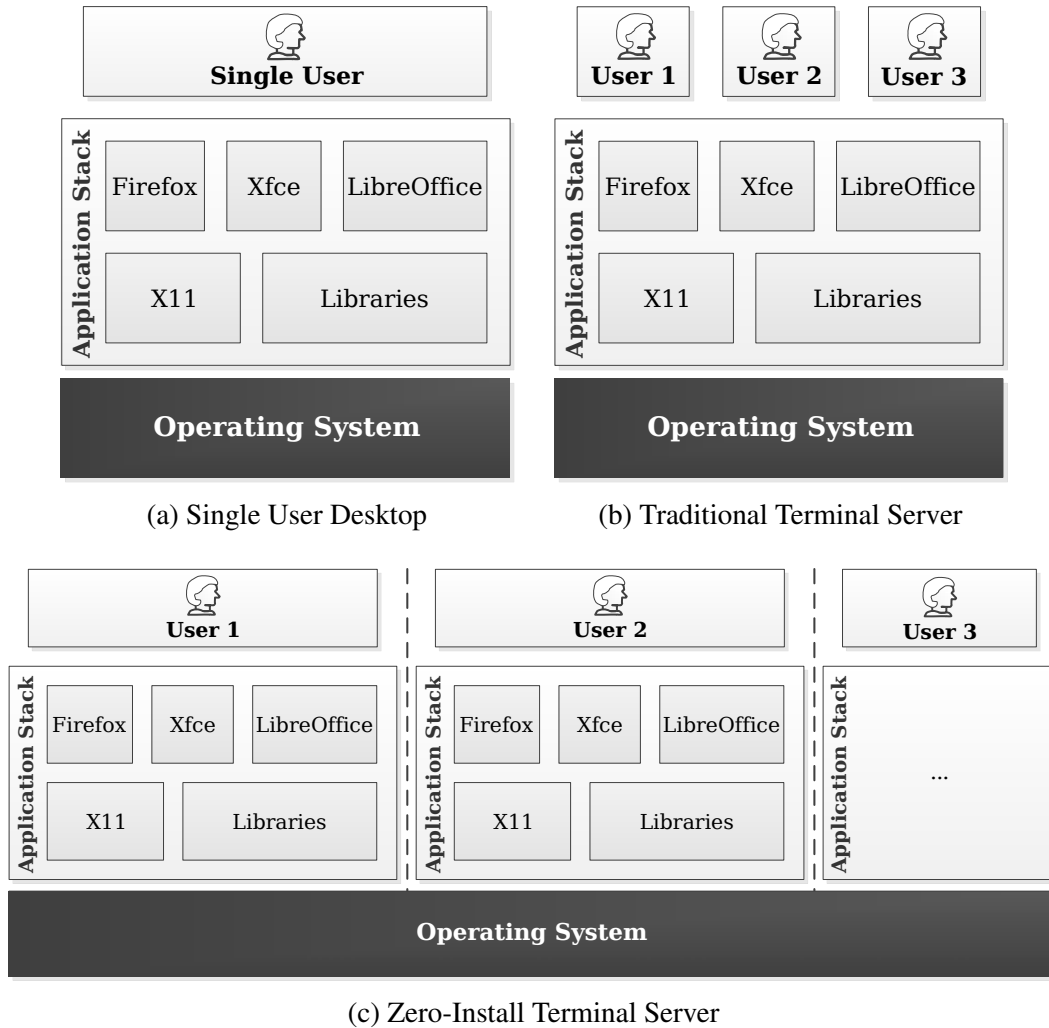 Single User
Application Stack
Firefox
Xfce
LibreOffice
X11
Libraries
Operating System
(a) Single User Desktop
User 1
User 2
User 3
Application Stack
Firefox
Xfce
LibreOffice
X11
Libraries
Operating System
(b) Traditional Terminal Server
User 1
Application Stack
Firefox
Xfce
LibreOffice
X11
Libraries
User 2
Application Stack
Firefox
Xfce
LibreOffice
X11
Libraries
User 3
Application Stack
...
Operating System
(c) Zero-Install Terminal Server